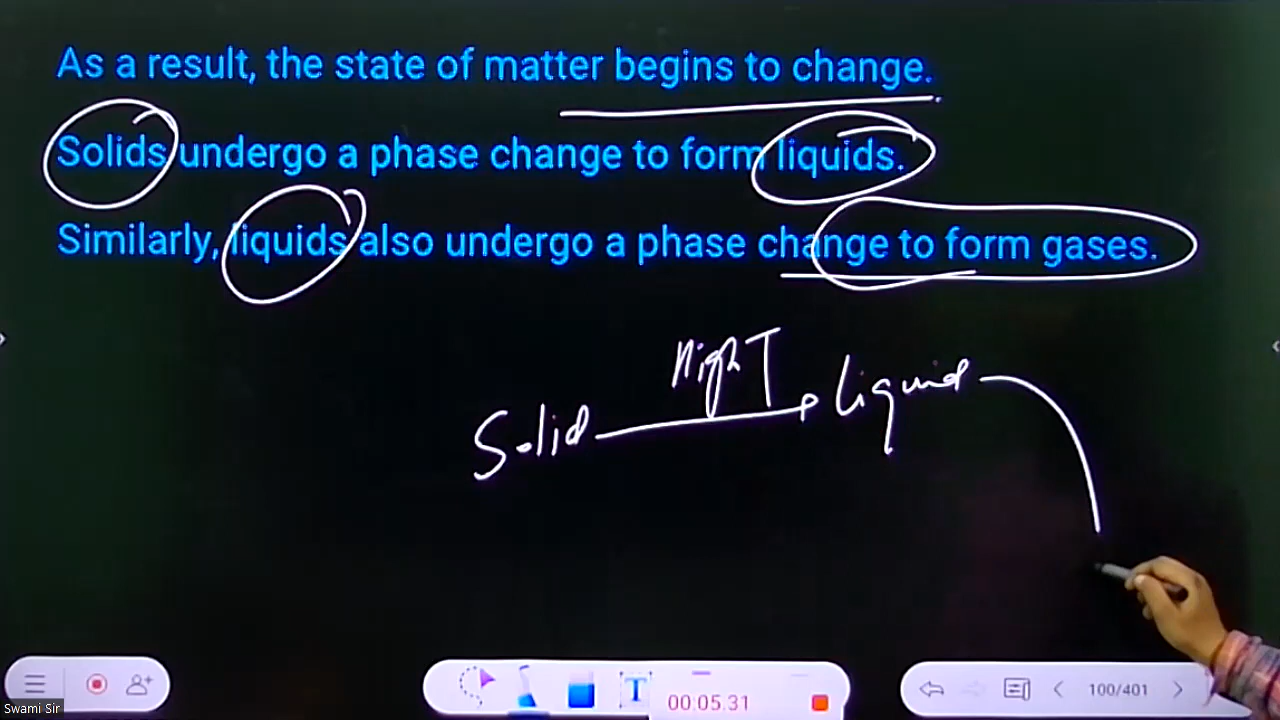 As a result, the state of matter begins to change.
Solids undergo a phase change to form liquids.
Similarly, liquids also undergo a phase change to form gases.
High T
Solid Liquid
00:05.31
100/401
Swami Sir